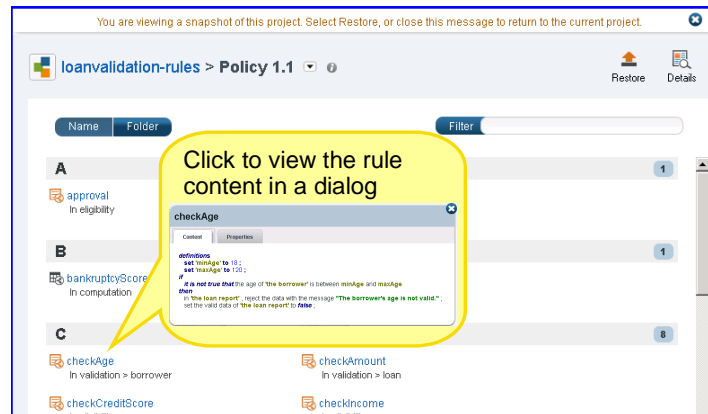 You are viewing a snapshot of this project. Select Restore, or close this message to return to the current project.
loanvalidation-rules > Policy 1.1
Restore
Details
Name
Folder
Filter
Click to view the rule
content in a dialog
A
1
approval
In eligibility
checkAge
Content
Properties
definitions
set 'minAge' to 18 ;
set 'maxAge' to 120 ;
if
it is not true that the age of 'the borrower' is between minAge and maxAge
then
in 'the loan report' , reject the data with the message "The borrower's age is not valid." ;
set the valid data of 'the loan report' to false ;
B
1
bankruptcyScore
In computation
C
8
checkAge
In validation > borrower
checkAmount
In validation > loan
checkCreditScore
checkIncome